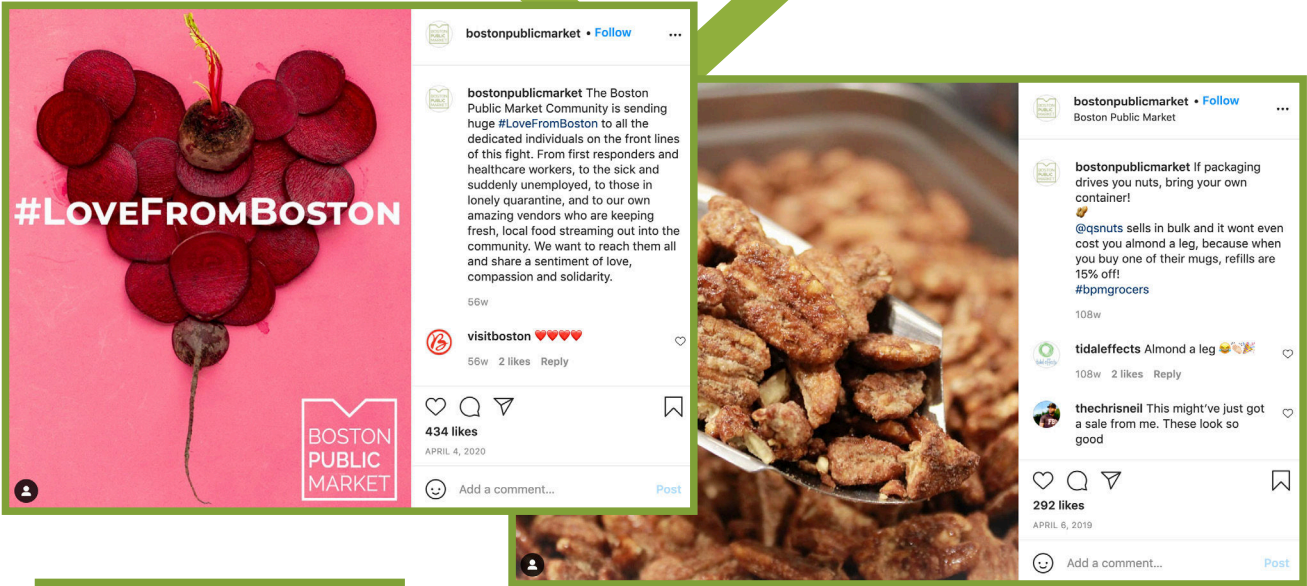 #LOVEFROMBOSTON
BOSTON
PUBLIC
MARKET
bostonpublicmarket • Follow
bostonpublicmarket The Boston
Public Market Community is sending
huge #LoveFromBoston to all the
dedicated individuals on the front lines
of this fight. From first responders and
healthcare workers, to the sick and
suddenly unemployed, to those in
lonely quarantine, and to our own
amazing vendors who are keeping
fresh, local food streaming out into the
community. We want to reach them all
and share a sentiment of love,
compassion and solidarity.
56w
visitboston ❤️❤️❤️❤️
56w 2 likes Reply
434 likes
APRIL 4, 2020
Add a comment...
Post
bostonpublicmarket • Follow
Boston Public Market
bostonpublicmarket If packaging
drives you nuts, bring your own
container!
🥜
@qsnuts sells in bulk and it wont even
cost you almond a leg, because when
you buy one of their mugs, refills are
15% off!
#bpmgrocers
108w
tidaleffects Almond a leg 😂👏🏻🎉
108w 2 likes Reply
thechrisneil This might've just got
a sale from me. These look so
good
292 likes
APRIL 6, 2019
Add a comment...
Post